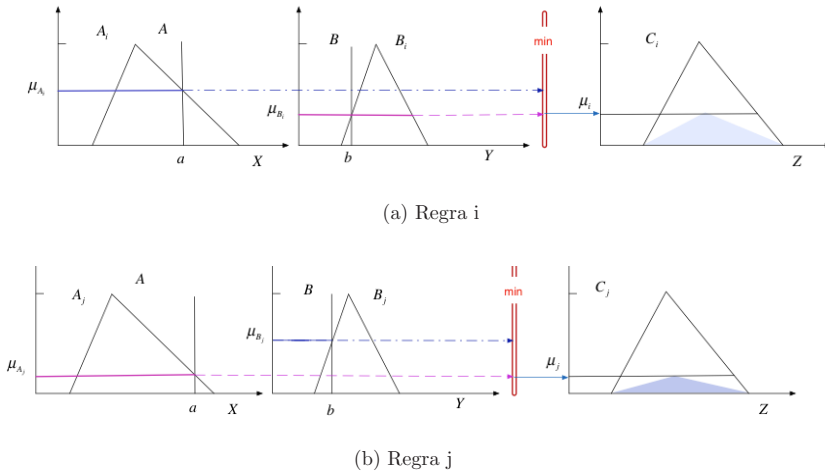 A_i A B B_i min C_i
μ_{A_i} μ_{B_i} μ_i
a X b Y Z
(a) Regra i
A_j A B B_j min C_j
μ_{A_j} μ_{B_j} μ_j
a X b Y Z
(b) Regra j